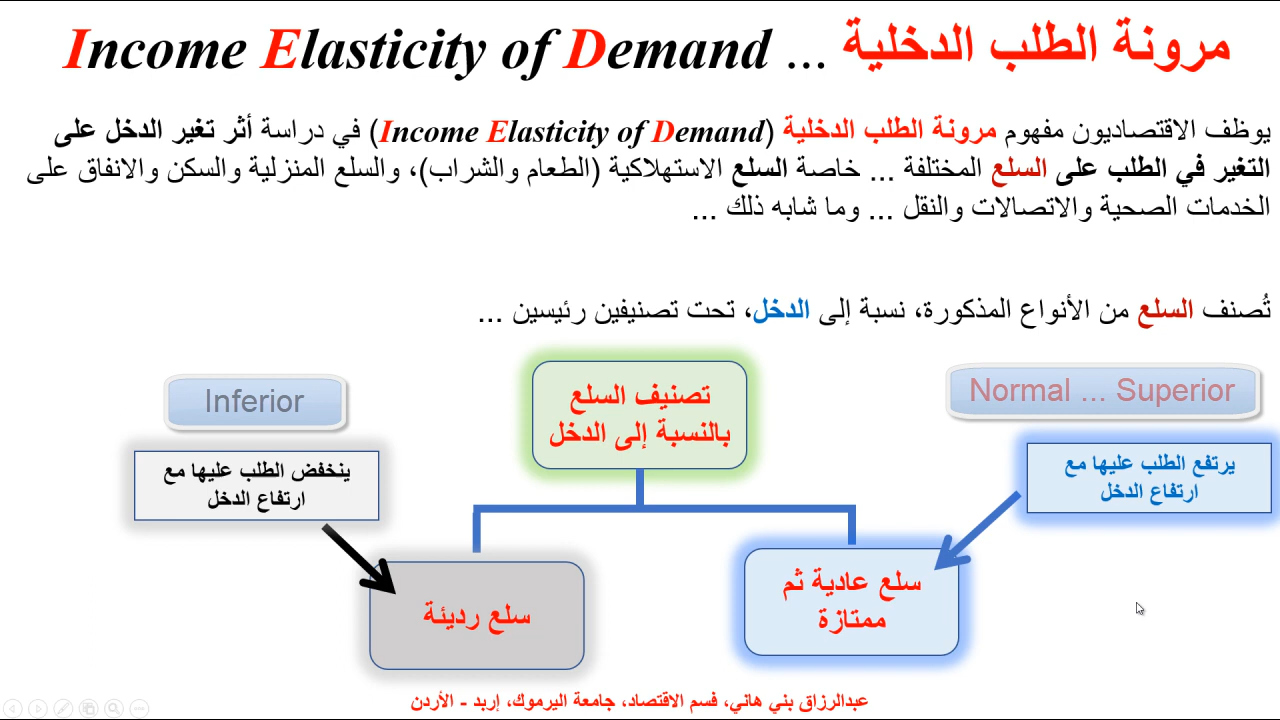 مرونة الطلب الدخلية ... Income Elasticity of Demand
يوظف الاقتصاديون مفهوم مرونة الطلب الدخلية (Income Elasticity of Demand) في دراسة أثر تغير الدخل على
التغير في الطلب على السلع المختلفة ... خاصة السلع الاستهلاكية (الطعام والشراب)، والسلع المنزلية والسكن والانفاق على
الخدمات الصحية والاتصالات والنقل ... وما شابه ذلك ...
تُصنف السلع من الأنواع المذكورة، نسبة إلى الدخل، تحت تصنيفين رئيسين ...
تصنيف السلع
بالنسبة إلى الدخل
Normal ... Superior
يرتفع الطلب عليها مع
ارتفاع الدخل
سلع عادية ثم
ممتازة
Inferior
ينخفض الطلب عليها مع
ارتفاع الدخل
سلع رديئة
عبدالرزاق بني هاني، قسم الاقتصاد، جامعة اليرموك، إربد - الأردن